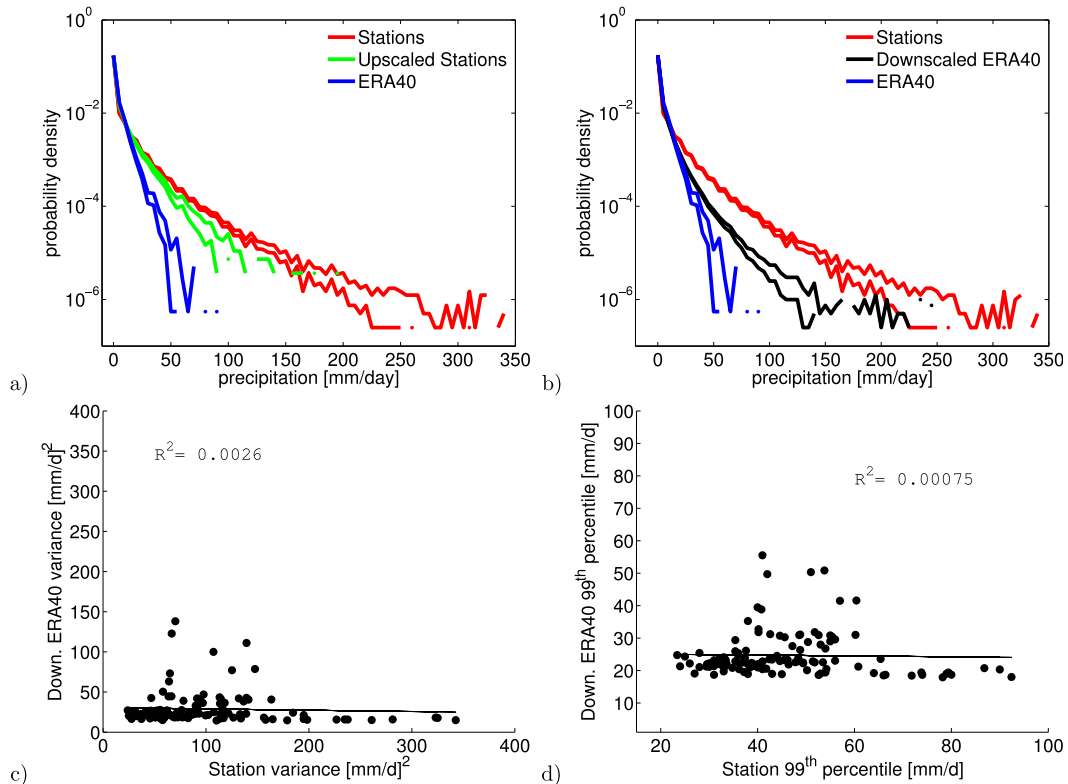 10^0
10^-2
10^-4
10^-6
probability density
Stations
Upscaled Stations
ERA40
0 50 100 150 200 250 300 350
precipitation [mm/day]
a)
10^0
10^-2
10^-4
10^-6
probability density
Stations
Downscaled ERA40
ERA40
0 50 100 150 200 250 300 350
precipitation [mm/day]
b)
400
350
300
250
200
150
100
50
0
Down. ERA40 variance [mm/d]^2
R^2= 0.0026
0 100 200 300 400
Station variance [mm/d]^2
c)
100
90
80
70
60
50
40
30
20
10
Down. ERA40 99^th percentile [mm/d]
R^2= 0.00075
20 40 60 80 100
Station 99^th percentile [mm/d]
d)